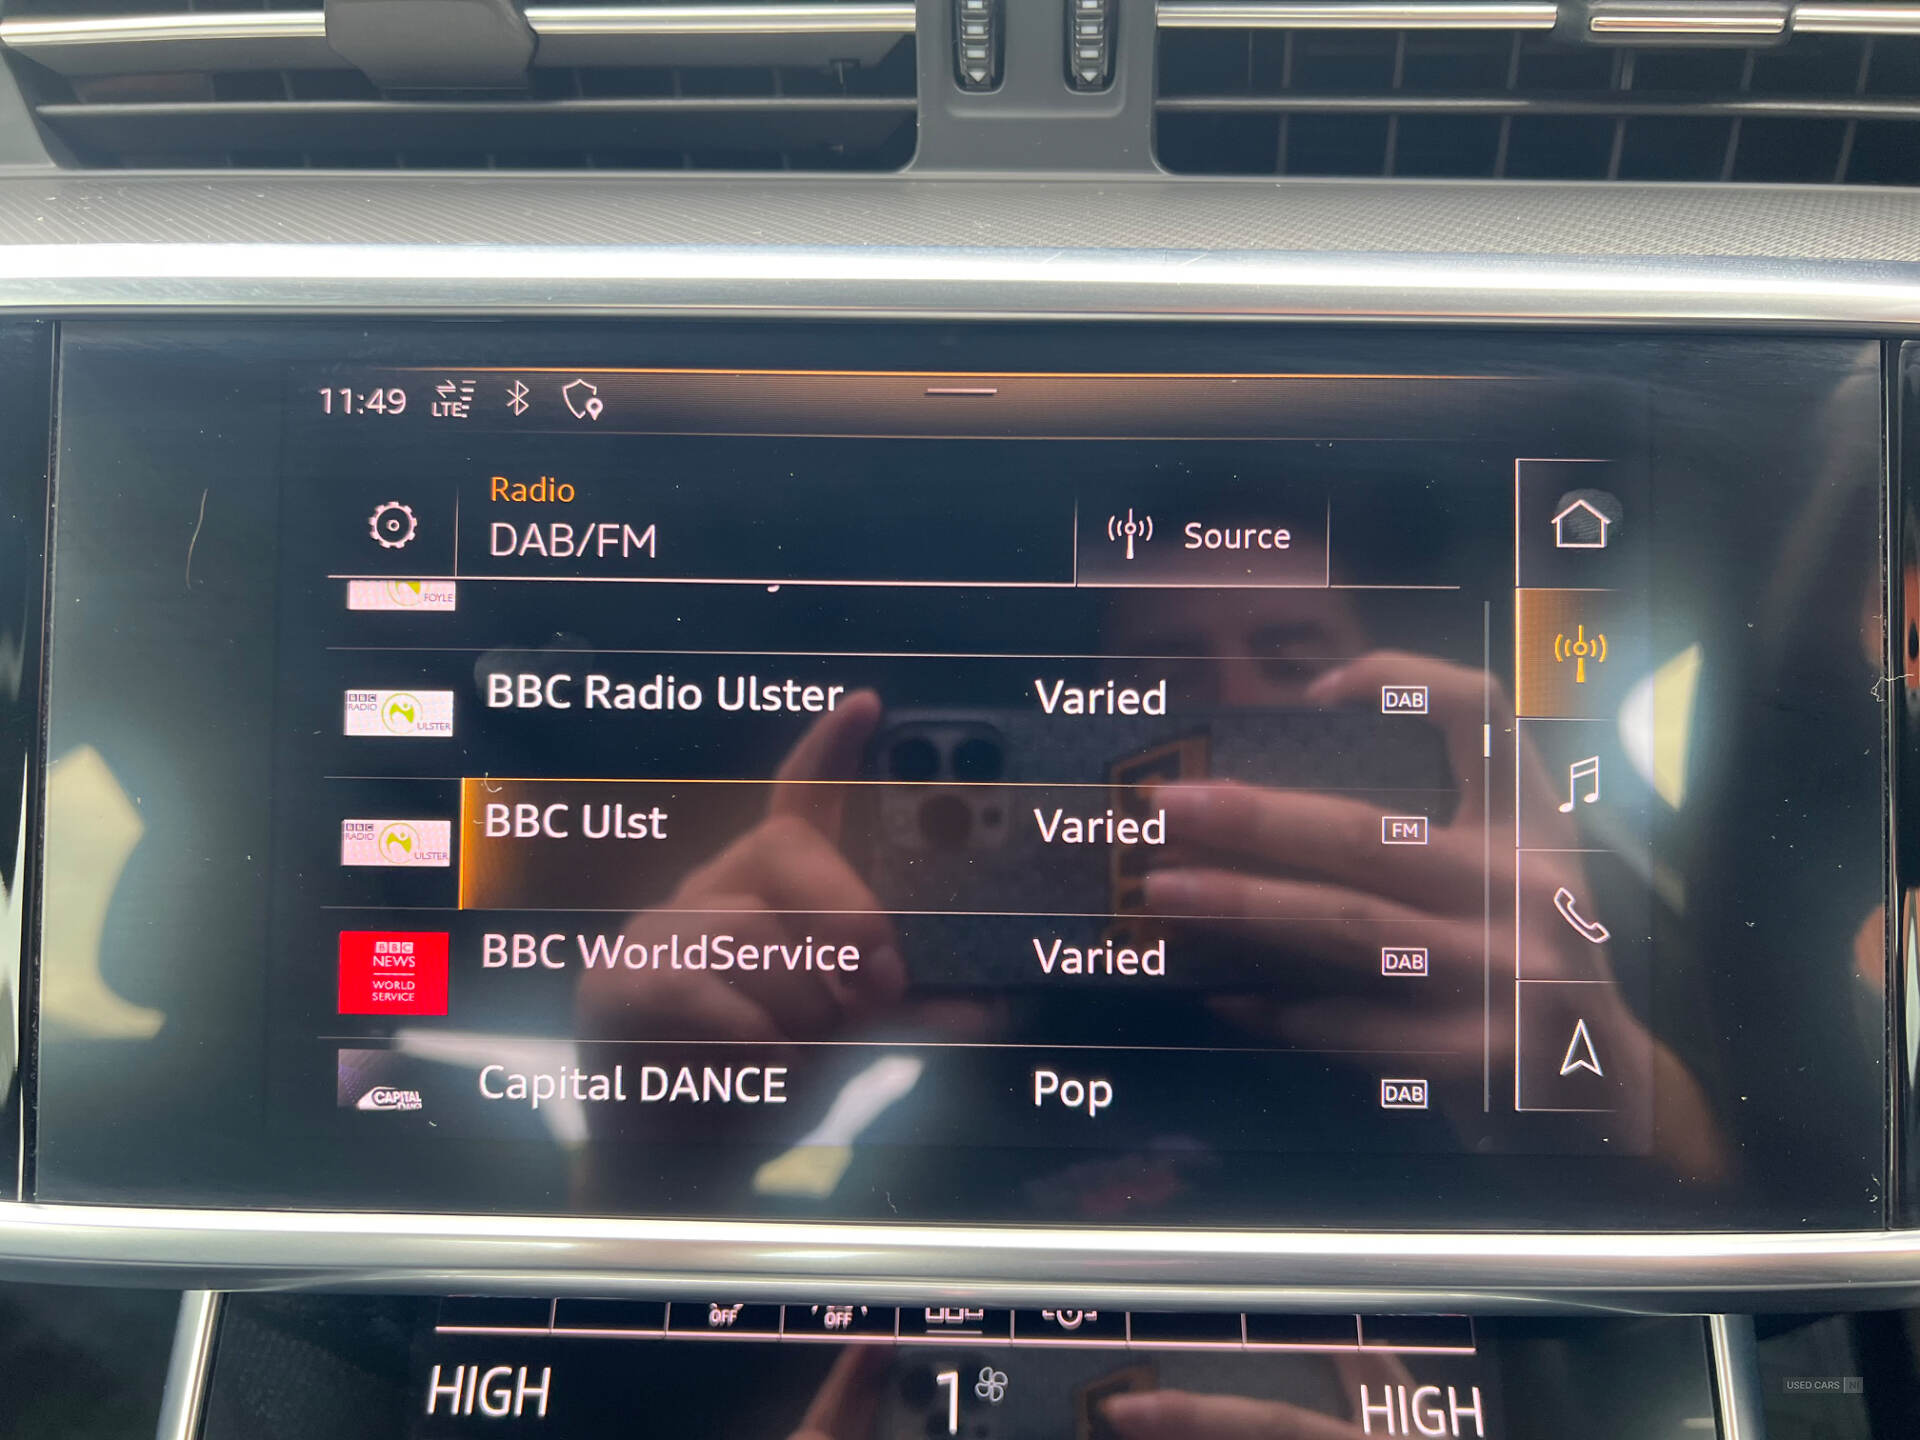 11:49 LTE
Radio
DAB/FM
Source
FOYLE
BBC RADIO ULSTER
BBC Radio Ulster Varied DAB
BBC RADIO ULSTER
BBC Ulst Varied FM
BBC
NEWS
WORLD
SERVICE
BBC WorldService Varied DAB
CAPITAL
DANCE
Capital DANCE Pop DAB
OFF OFF
HIGH 1 HIGH
USED CARS NI